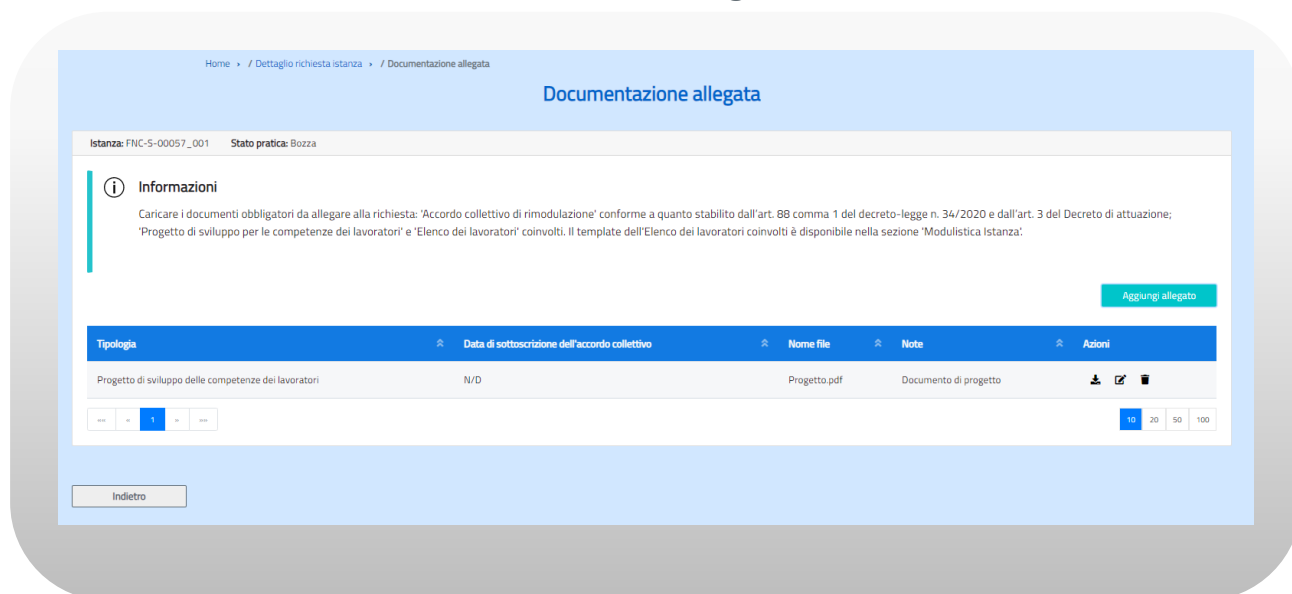 Home › / Dettaglio richiesta istanza › / Documentazione allegata
Documentazione allegata
Istanza: FNC-S-00057_001 Stato pratica: Bozza
Informazioni
Caricare i documenti obbligatori da allegare alla richiesta: 'Accordo collettivo di rimodulazione' conforme a quanto stabilito dall'art. 88 comma 1 del decreto-legge n. 34/2020 e dall'art. 3 del Decreto di attuazione;
'Progetto di sviluppo per le competenze dei lavoratori' e 'Elenco dei lavoratori' coinvolti. Il template dell'Elenco dei lavoratori coinvolti è disponibile nella sezione 'Modulistica Istanza'.
Aggiungi allegato
Tipologia Data di sottoscrizione dell'accordo collettivo Nome file Note Azioni
Progetto di sviluppo delle competenze dei lavoratori N/D Progetto.pdf Documento di progetto
«« « 1 » »» 10 20 50 100
Indietro